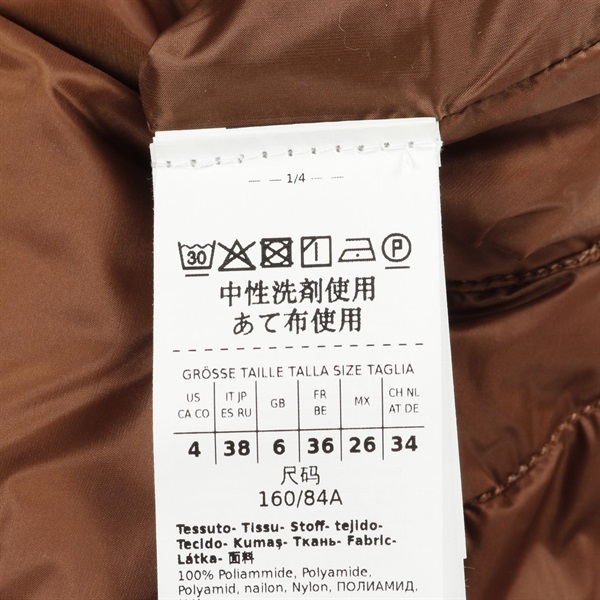 1/4
30 P
中性洗剤使用
あて布使用
GRÖSSE TAILLE TALLA SIZE TAGLIA
US CA CO | IT JP ES RU | GB | FR BE | MX | CH NL AT DE
4 | 38 | 6 | 36 | 26 | 34
尺码
160/84A
Tessuto- Tissu- Stoff- tejido-
Tecido- Kumaş- Ткань- Fabric-
Látka- 面料
100% Poliammide, Polyamide,
Polyamid, nailon, Nylon, ПОЛИАМИД,